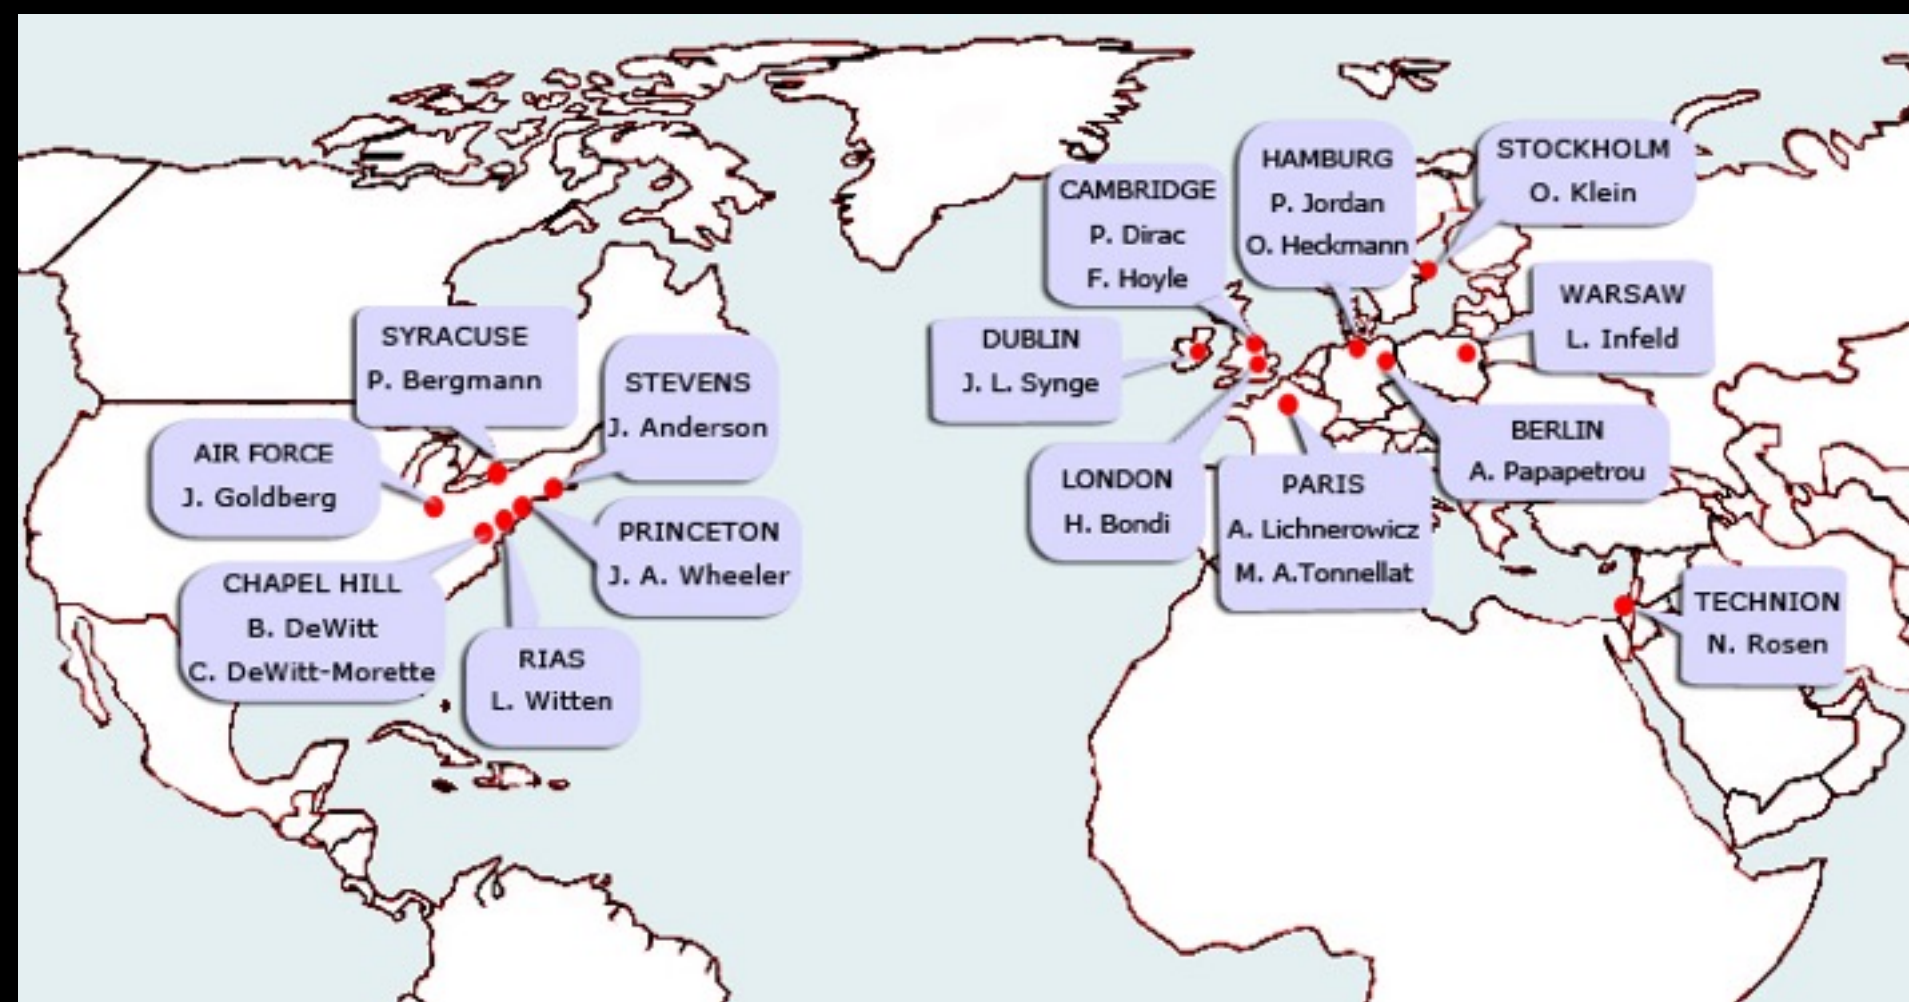 SYRACUSE
P. Bergmann
STEVENS
J. Anderson
AIR FORCE
J. Goldberg
PRINCETON
J. A. Wheeler
CHAPEL HILL
B. DeWitt
C. DeWitt-Morette
RIAS
L. Witten
CAMBRIDGE
P. Dirac
F. Hoyle
HAMBURG
P. Jordan
O. Heckmann
STOCKHOLM
O. Klein
WARSAW
L. Infeld
DUBLIN
J. L. Synge
BERLIN
A. Papapetrou
LONDON
H. Bondi
PARIS
A. Lichnerowicz
M. A.Tonnellat
TECHNION
N. Rosen